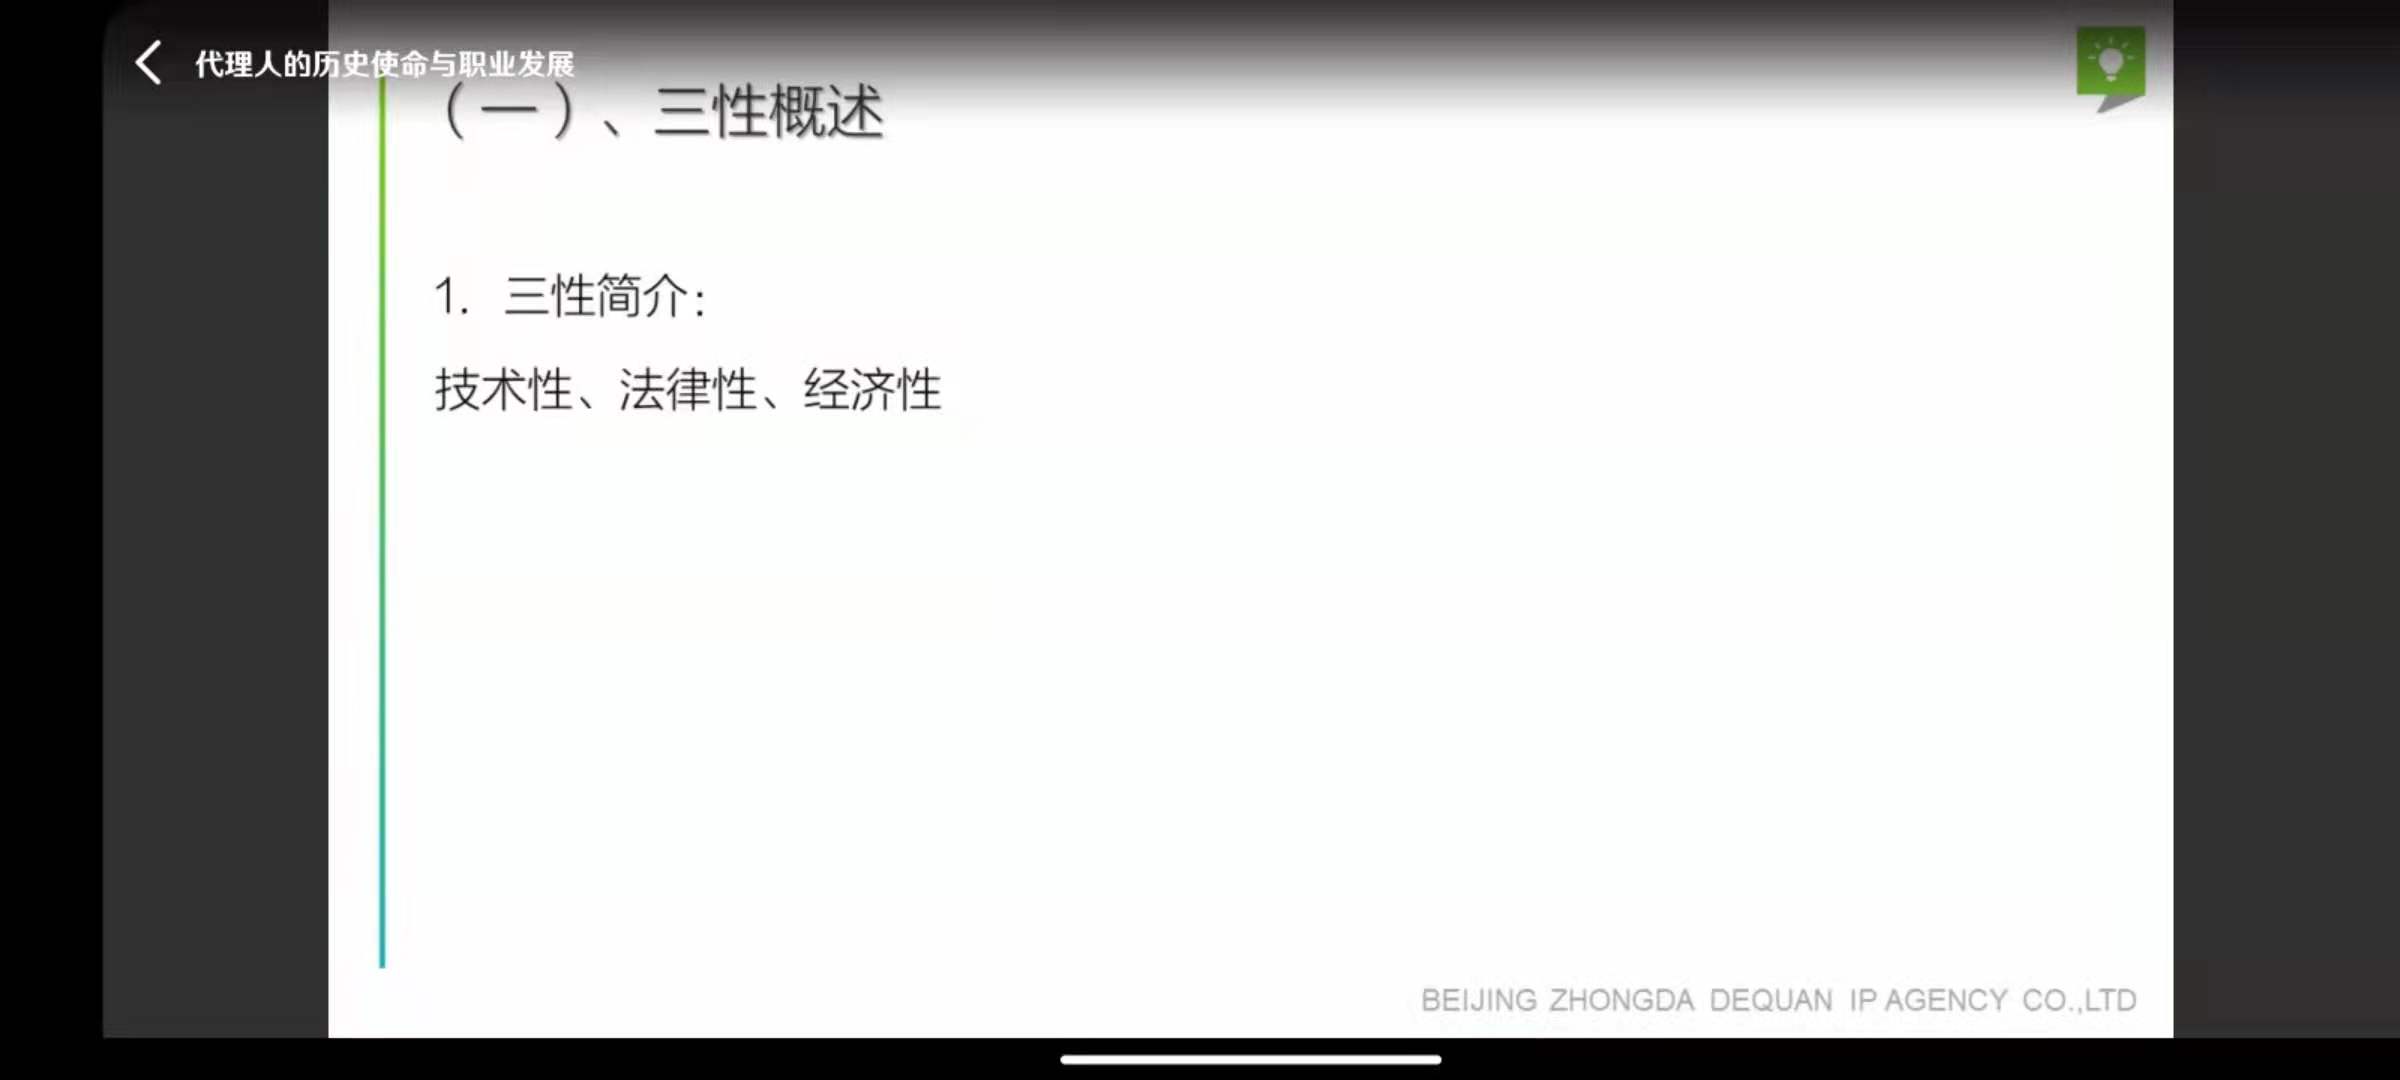 代理人的历史使命与职业发展
（一）、三性概述
1. 三性简介：
技术性、法律性、经济性
BEIJING ZHONGDA DEQUAN IP AGENCY CO.,LTD